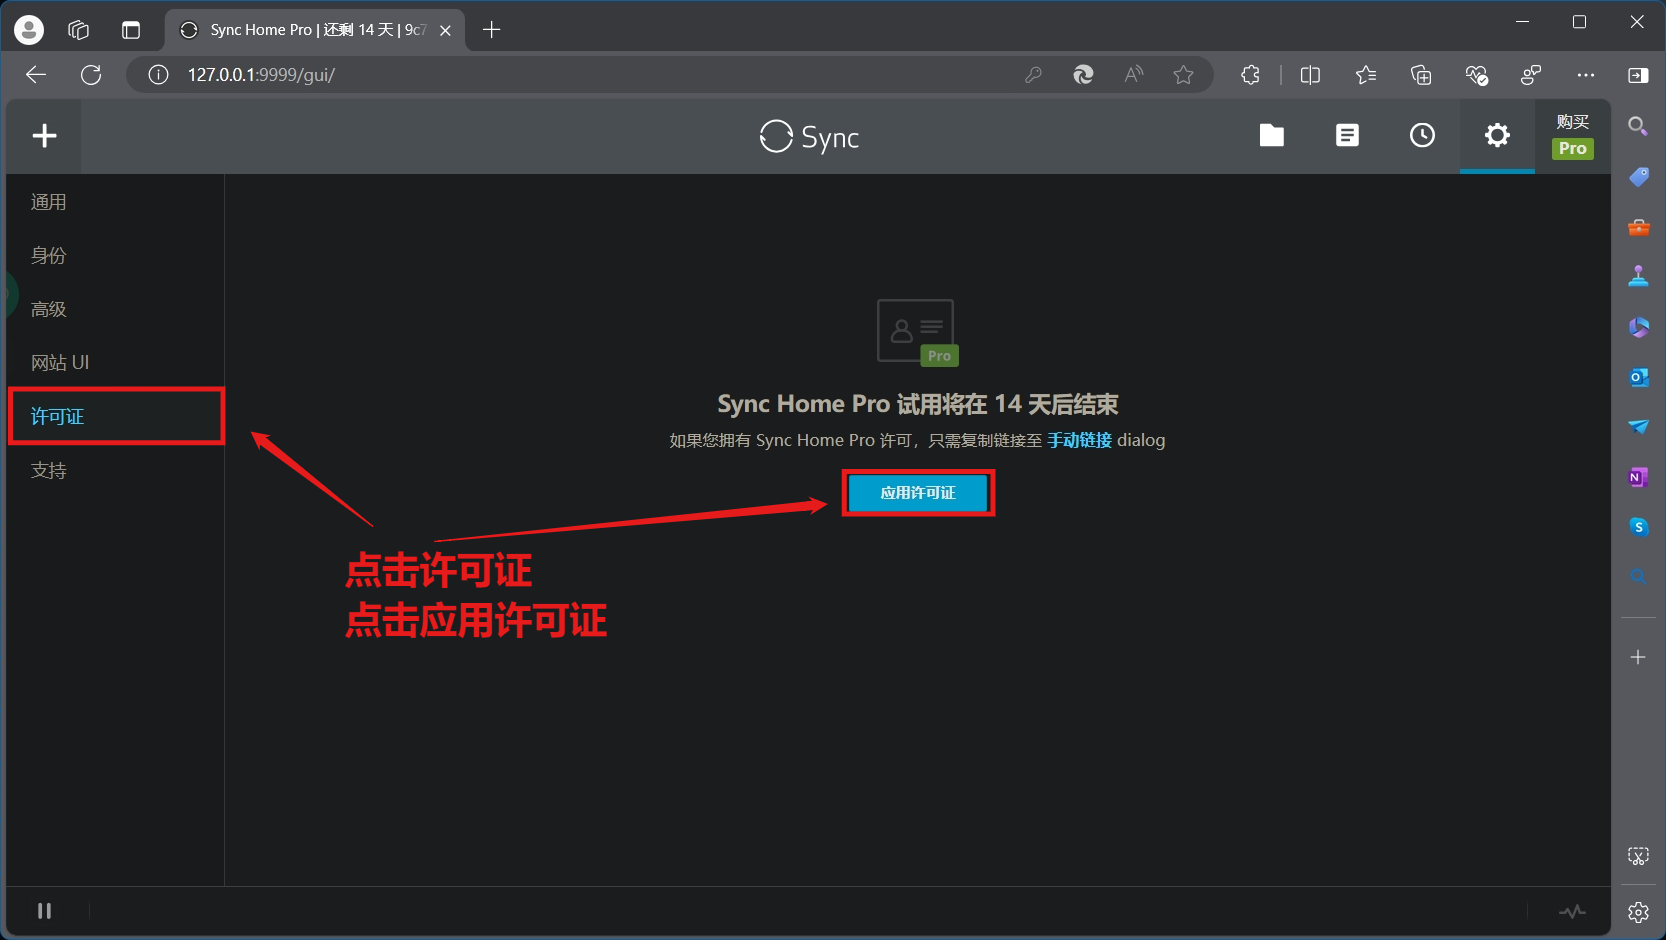 Sync Home Pro | 还剩 14 天 | 9c7
127.0.0.1:9999/gui/
Sync
购买
Pro
通用
身份
高级
网站 UI
许可证
支持
Pro
Sync Home Pro 试用将在 14 天后结束
如果您拥有 Sync Home Pro 许可，只需复制链接至 手动链接 dialog
应用许可证
点击许可证
点击应用许可证